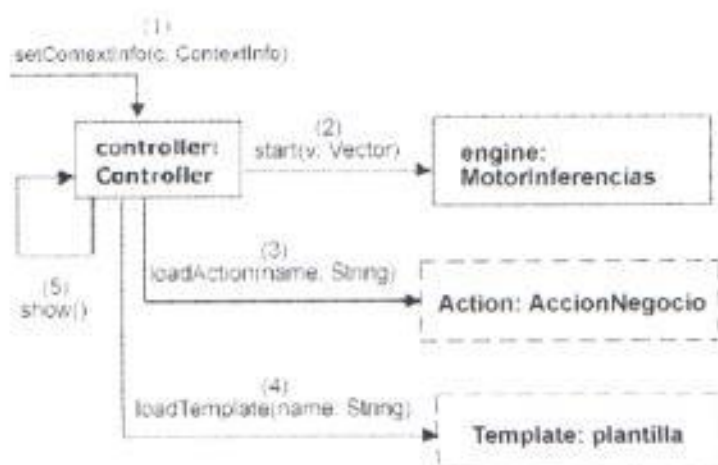 (1)
setContextInfo(c: ContextInfo)
controller:
Controller
(2)
start(v: Vector)
engine:
MotorInferencias
(3)
loadAction(name: String)
Action: AccionNegocio
(5)
show()
(4)
loadTemplate(name: String)
Template: plantilla